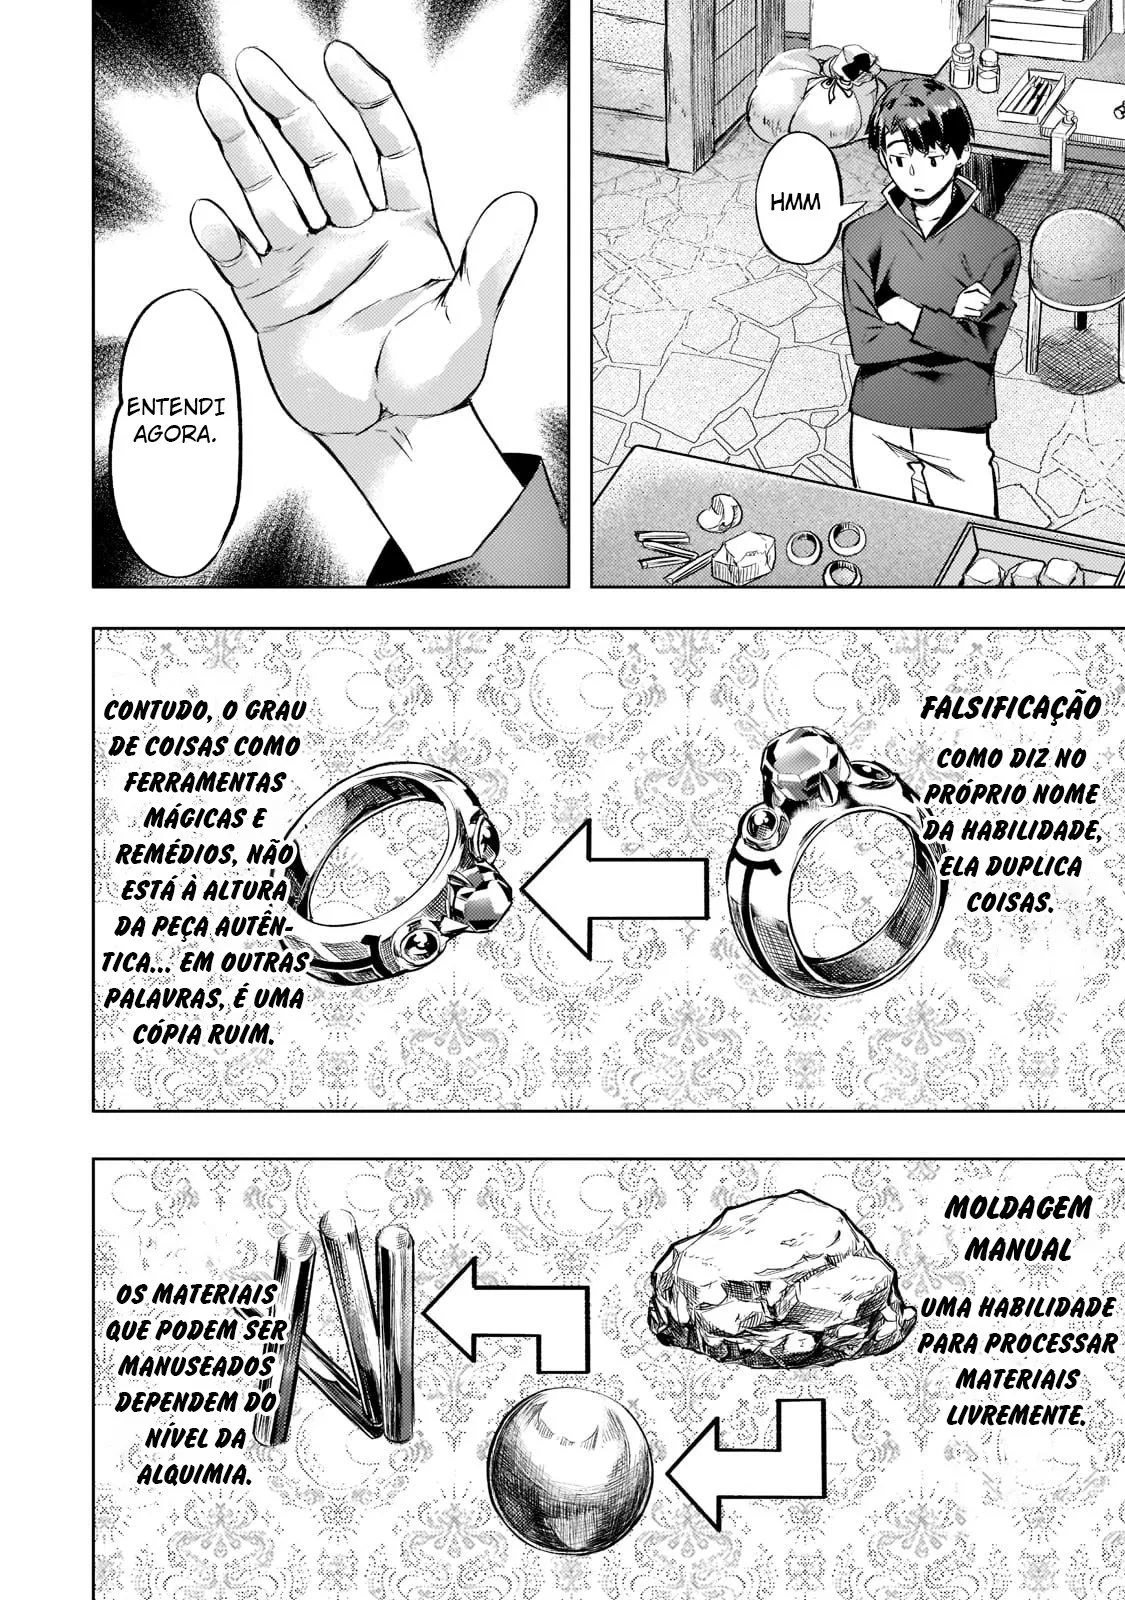 HMM
ENTENDI
AGORA.
FALSIFICAÇÃO
COMO DIZ NO
PRÓPRIO NOME
DA HABILIDADE,
ELA DUPLICA
COISAS.
CONTUDO, O GRAU
DE COISAS COMO
FERRAMENTAS
MÁGICAS E
REMÉDIOS, NÃO
ESTÁ À ALTURA
DA PEÇA AUTÊN-
TICA... EM OUTRAS
PALAVRAS, É UMA
CÓPIA RUIM.
MOLDAGEM
MANUAL
UMA HABILIDADE
PARA PROCESSAR
MATERIAIS
LIVREMENTE.
OS MATERIAIS
QUE PODEM SER
MANUSEADOS
DEPENDEM DO
NÍVEL DA
ALQUIMIA.